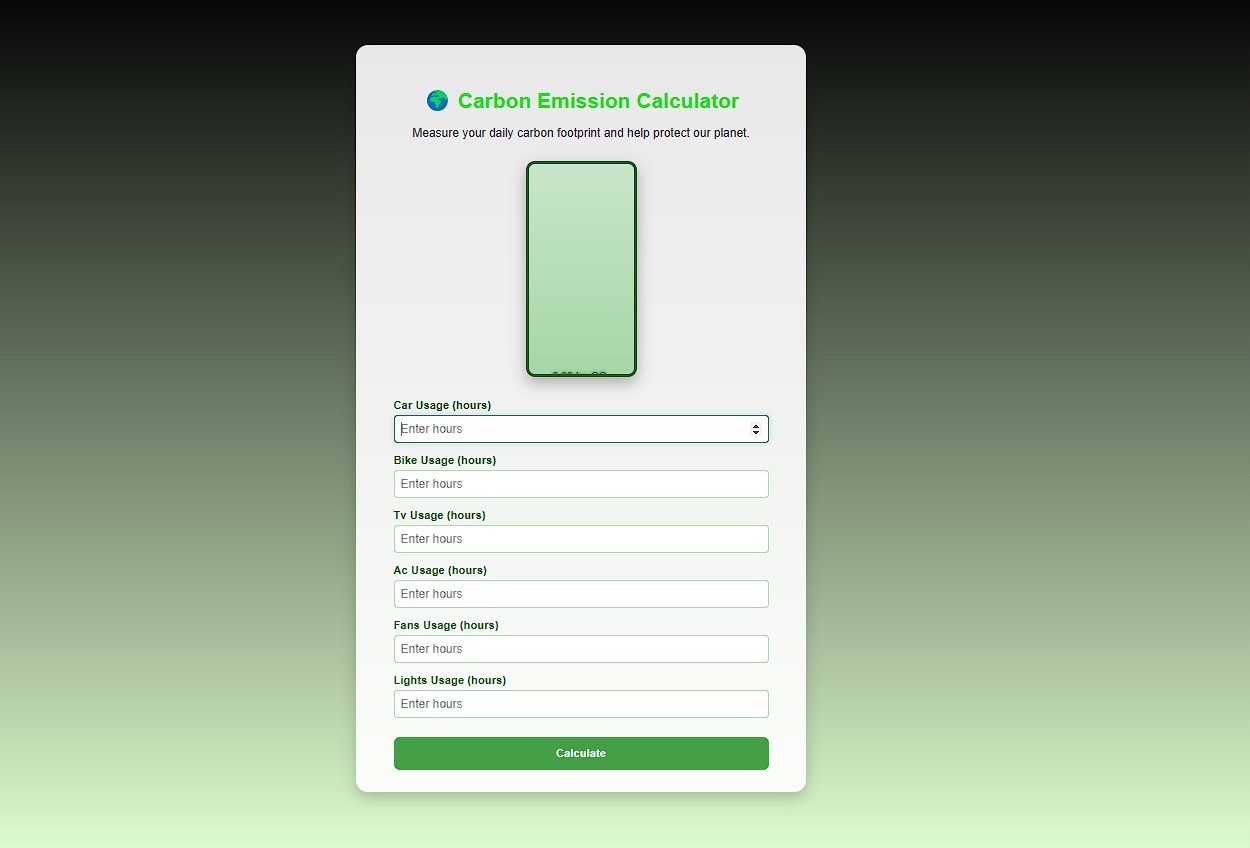 Carbon Emission Calculator
Measure your daily carbon footprint and help protect our planet.
Car Usage (hours)
Enter hours
Bike Usage (hours)
Enter hours
Tv Usage (hours)
Enter hours
Ac Usage (hours)
Enter hours
Fans Usage (hours)
Enter hours
Lights Usage (hours)
Enter hours
Calculate